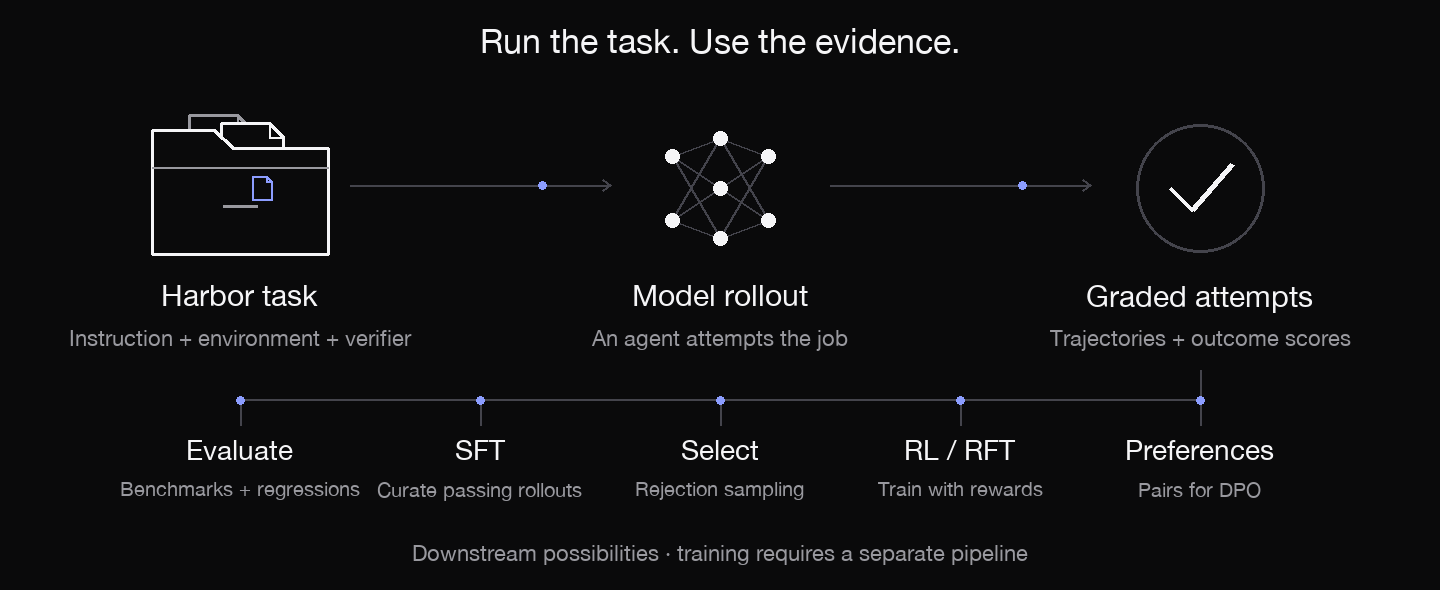 Run the task. Use the evidence.
Harbor task
Model rollout
Graded attempts
Instruction + environment + verifier
An agent attempts the job
Trajectories + outcome scores
Evaluate
SFT
Select
RL / RFT
Preferences
Benchmarks + regressions
Curate passing rollouts
Rejection sampling
Train with rewards
Pairs for DPO
Downstream possibilities · training requires a separate pipeline